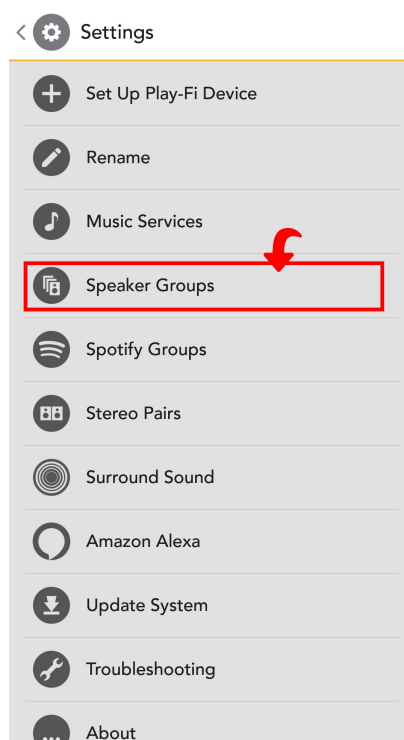 Settings
Set Up Play-Fi Device
Rename
Music Services
Speaker Groups
Spotify Groups
Stereo Pairs
Surround Sound
Amazon Alexa
Update System
Troubleshooting
About